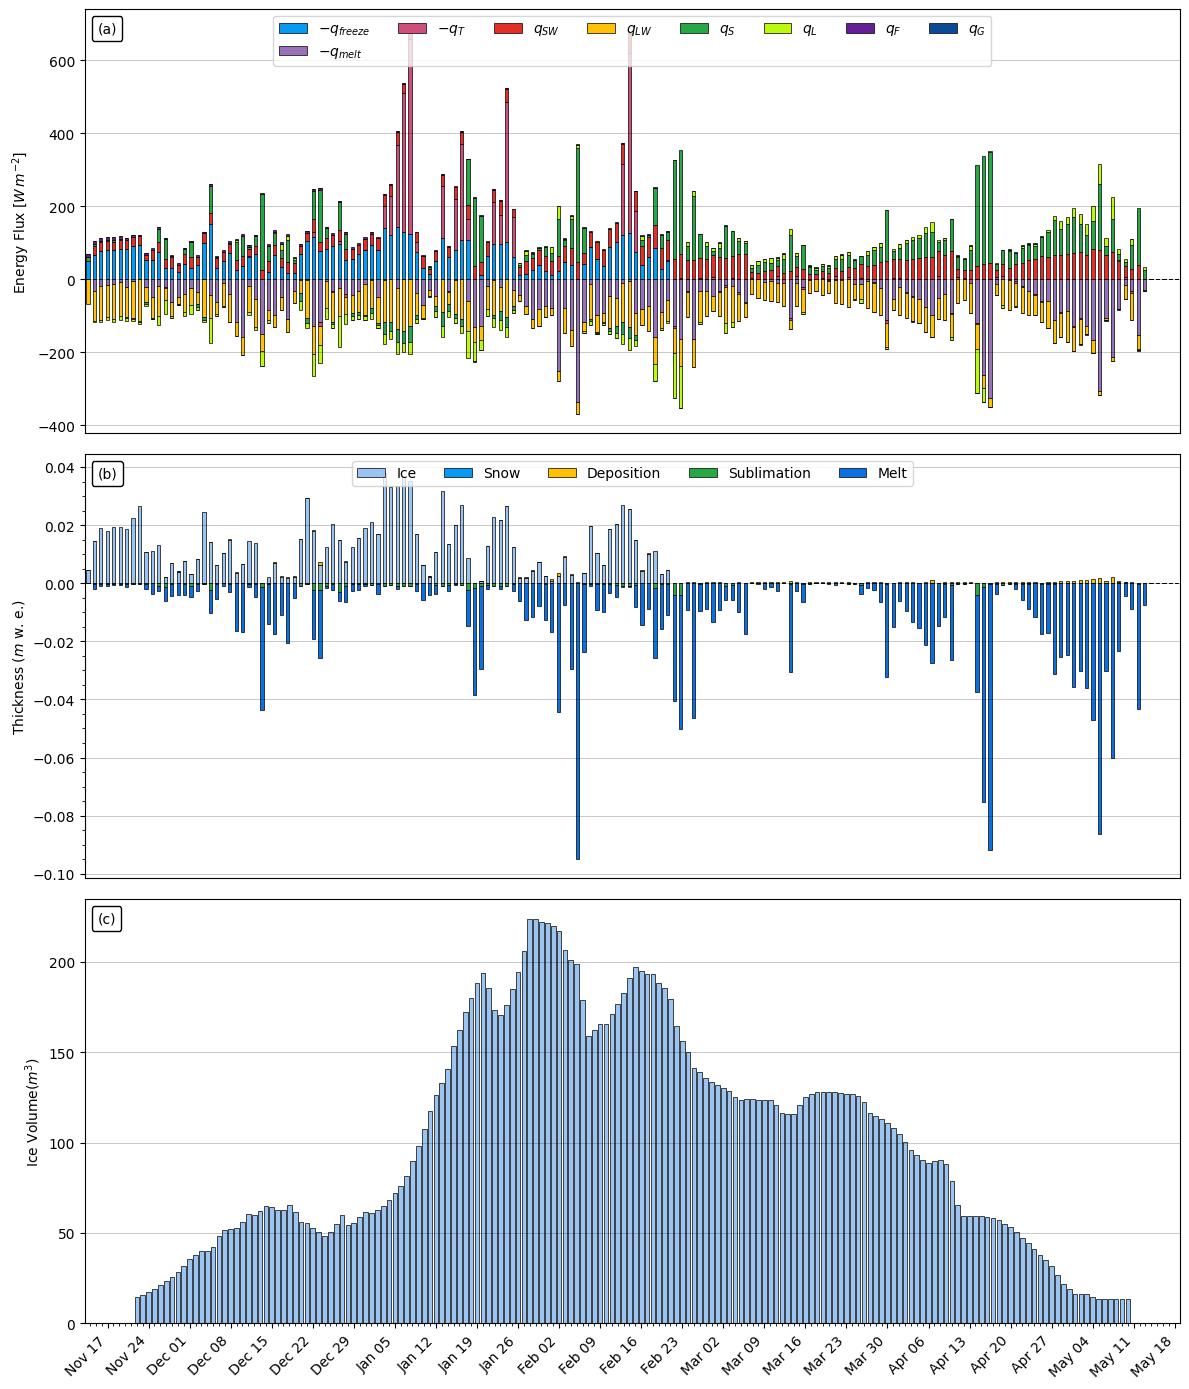 (a)
−q_freeze −q_T q_SW q_LW q_S q_L q_F q_G
−q_melt
Energy Flux [W m⁻²]
600
400
200
0
−200
−400
(b)
Ice Snow Deposition Sublimation Melt
Thickness (m w. e.)
0.04
0.02
0.00
−0.02
−0.04
−0.06
−0.08
−0.10
(c)
Ice Volume(m³)
200
150
100
50
0
Nov 17 Nov 24 Dec 01 Dec 08 Dec 15 Dec 22 Dec 29 Jan 05 Jan 12 Jan 19 Jan 26 Feb 02 Feb 09 Feb 16 Feb 23 Mar 02 Mar 09 Mar 16 Mar 23 Mar 30 Apr 06 Apr 13 Apr 20 Apr 27 May 04 May 11 May 18